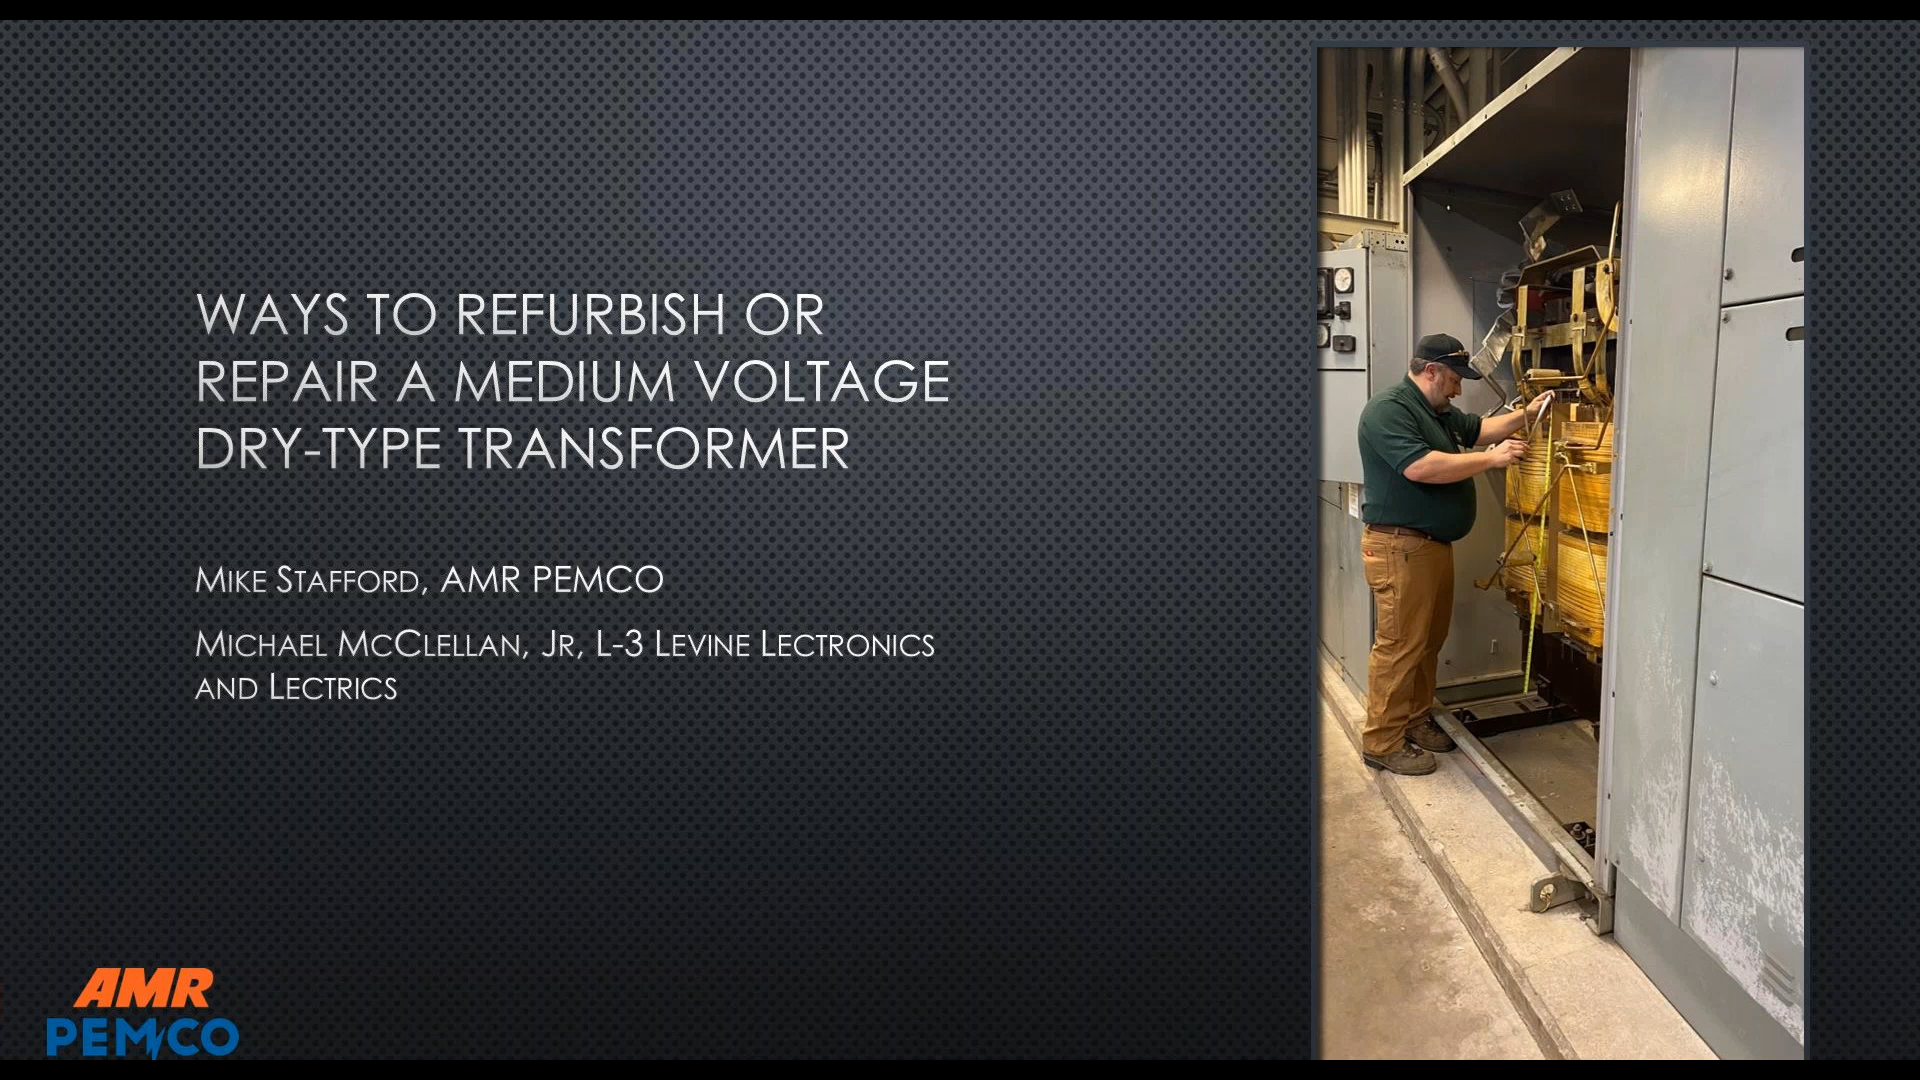 WAYS TO REFURBISH OR
REPAIR A MEDIUM VOLTAGE
DRY-TYPE TRANSFORMER
MIKE STAFFORD, AMR PEMCO
MICHAEL MCCLELLAN, JR, L-3 LEVINE LECTRONICS
AND LECTRICS
AMR
PEMCO